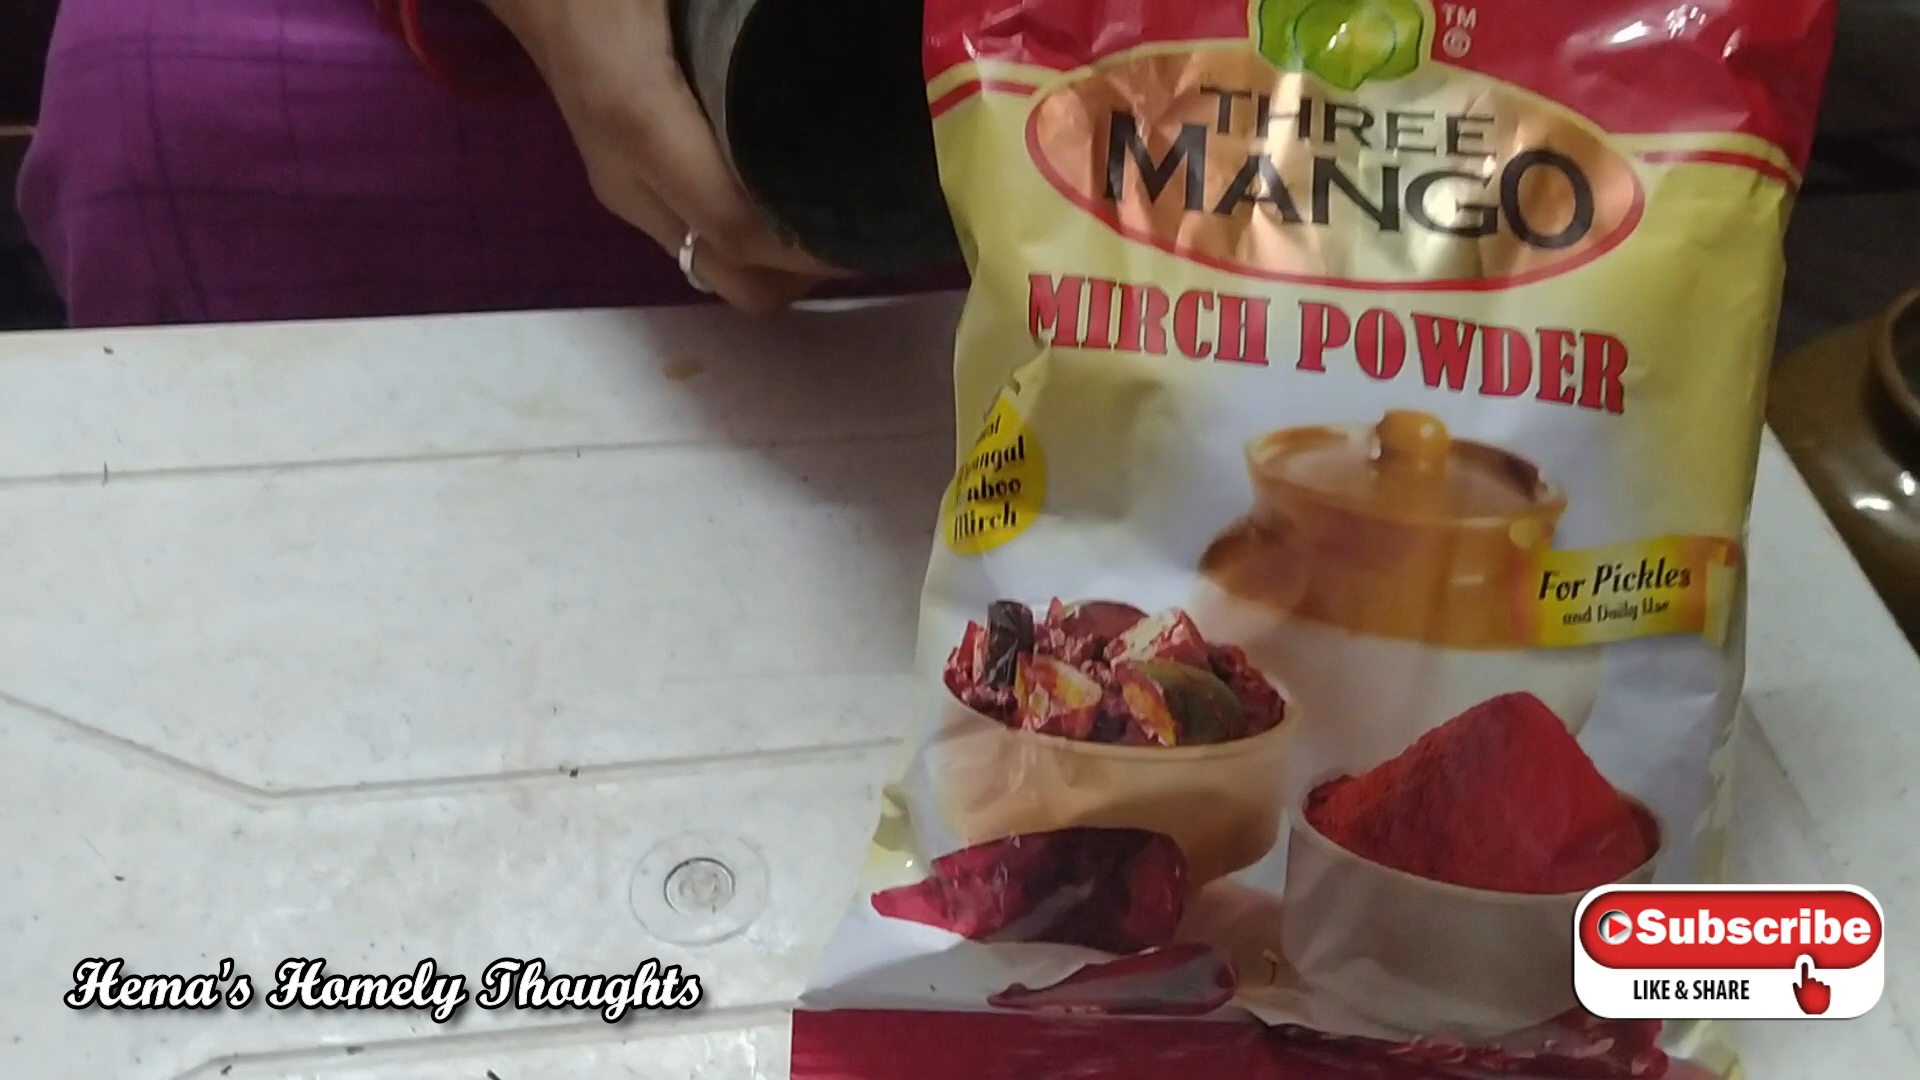 TM
THREE
MANGO
MIRCH POWDER
Mirch
For Pickles
and Daily Use
Hema's Homely Thoughts
Subscribe
LIKE & SHARE